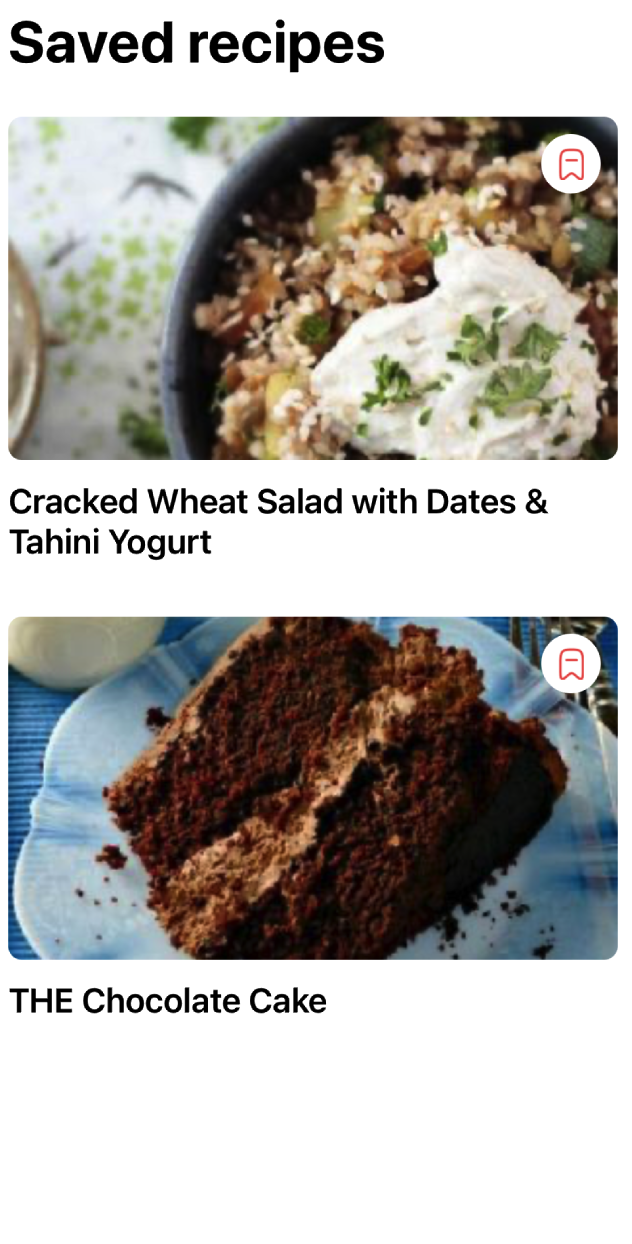 Saved recipes
Cracked Wheat Salad with Dates &
Tahini Yogurt
THE Chocolate Cake